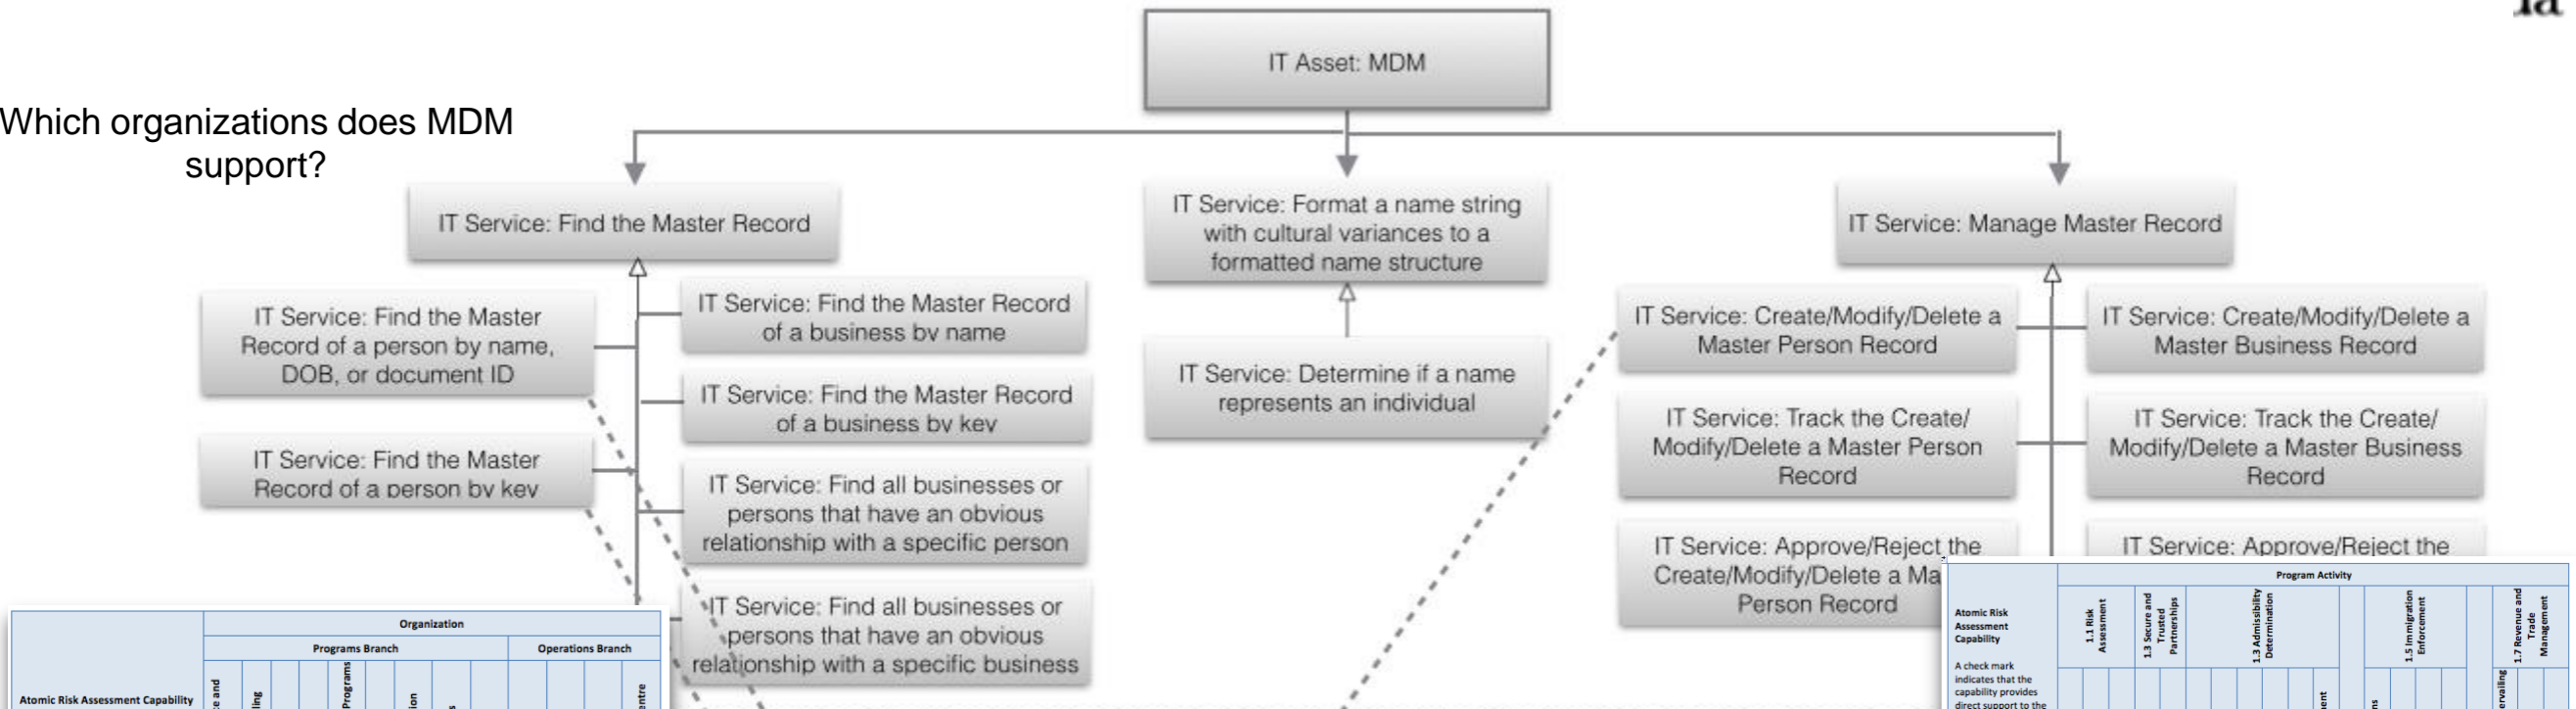 IT Asset: MDM
Which organizations does MDM
support?
IT Service: Find the Master Record
IT Service: Format a name string
with cultural variances to a
formatted name structure
IT Service: Manage Master Record
IT Service: Find the Master
Record of a person by name,
DOB, or document ID
IT Service: Find the Master Record
of a business by name
IT Service: Find the Master Record
of a business by key
IT Service: Find the Master
Record of a person by key
IT Service: Find all businesses or
persons that have an obvious
relationship with a specific person
IT Service: Find all businesses or
persons that have an obvious
relationship with a specific business
IT Service: Determine if a name
represents an individual
IT Service: Create/Modify/Delete a
Master Person Record
IT Service: Create/Modify/Delete a
Master Business Record
IT Service: Track the Create/
Modify/Delete a Master Person
Record
IT Service: Track the Create/
Modify/Delete a Master Business
Record
IT Service: Approve/Reject the
Create/Modify/Delete a Ma
Person Record
IT Service: Approve/Reject the
Organization
Programs Branch
Operations Branch
Atomic Risk Assessment Capability
Programs
Program Activity
Atomic Risk
Assessment
Capability
A check mark
indicates that the
capability provides
direct support to the
1.1 Risk
Assessment
1.3 Secure and
Trusted
Partnerships
1.3 Admissibility
Determination
1.5 Immigration
Enforcement
1.7 Revenue and
Trade
Management